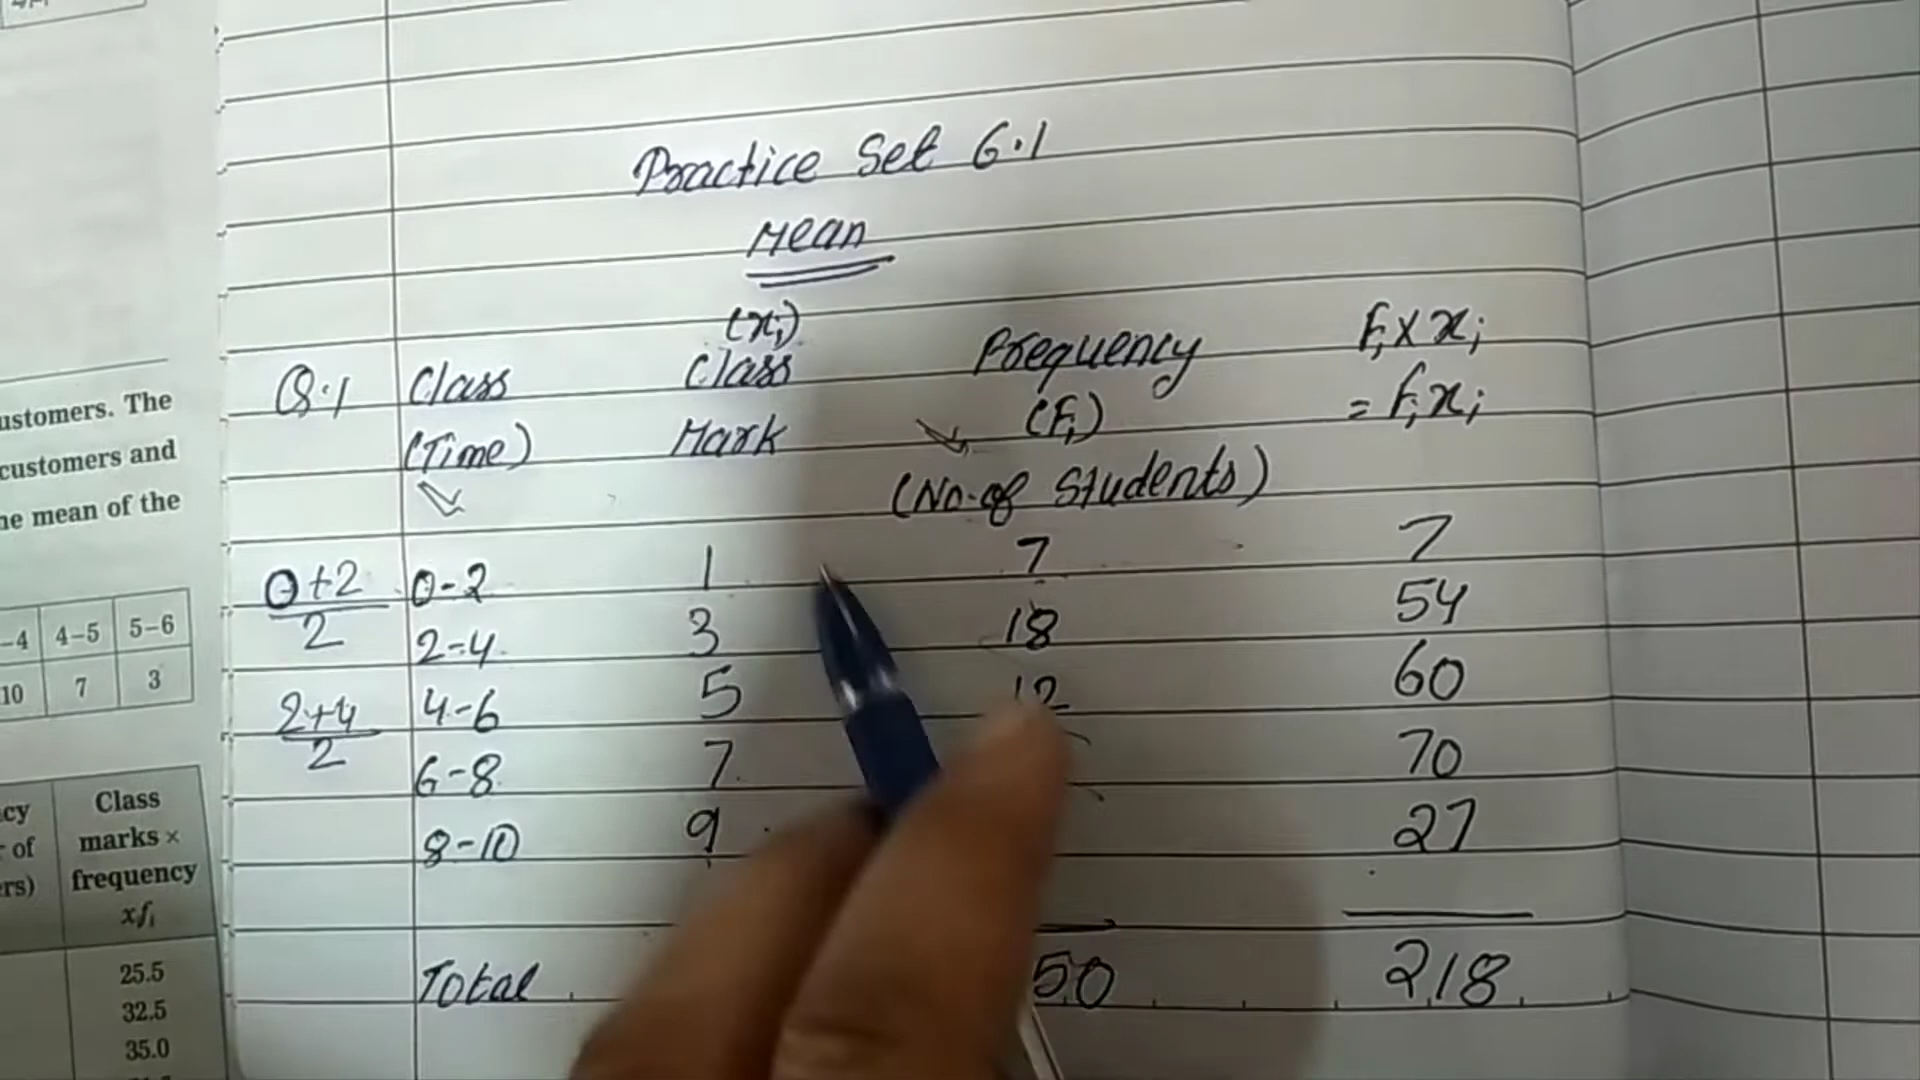 Practice Set 6.1
Mean
Q.1 Class (Time) (xi) Class Mark Frequency (Fi) (No. of Students) Fi x xi = fixi
0+2/2 0-2 1 7 7
2-4 3 18 54
2+4/2 4-6 5 12 60
6-8 7 70
8-10 9 27
Total 50 218
ustomers. The
customers and
he mean of the
-4 4-5 5-6
10 7 3
cy Class
of marks ×
ers) frequency
xfi
25.5
32.5
35.0